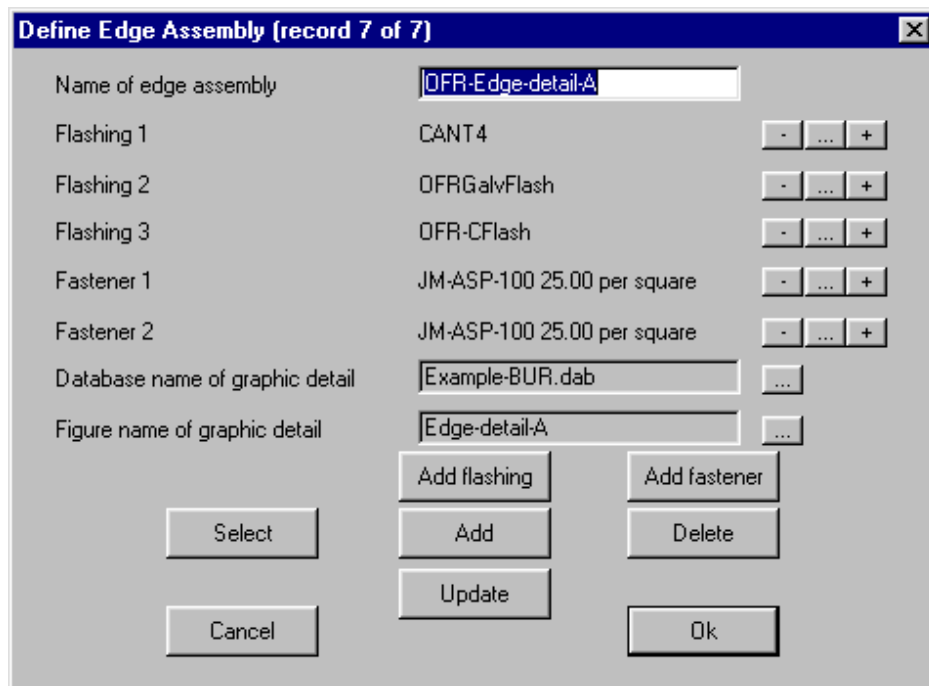 Define Edge Assembly (record 7 of 7)
Name of edge assembly OFR-Edge-detail-A
Flashing 1 CANT4 - ... +
Flashing 2 OFRGalvFlash - ... +
Flashing 3 OFR-CFlash - ... +
Fastener 1 JM-ASP-100 25.00 per square - ... +
Fastener 2 JM-ASP-100 25.00 per square - ... +
Database name of graphic detail Example-BUR.dab ...
Figure name of graphic detail Edge-detail-A ...
Add flashing Add fastener
Select Add Delete
Update
Cancel Ok